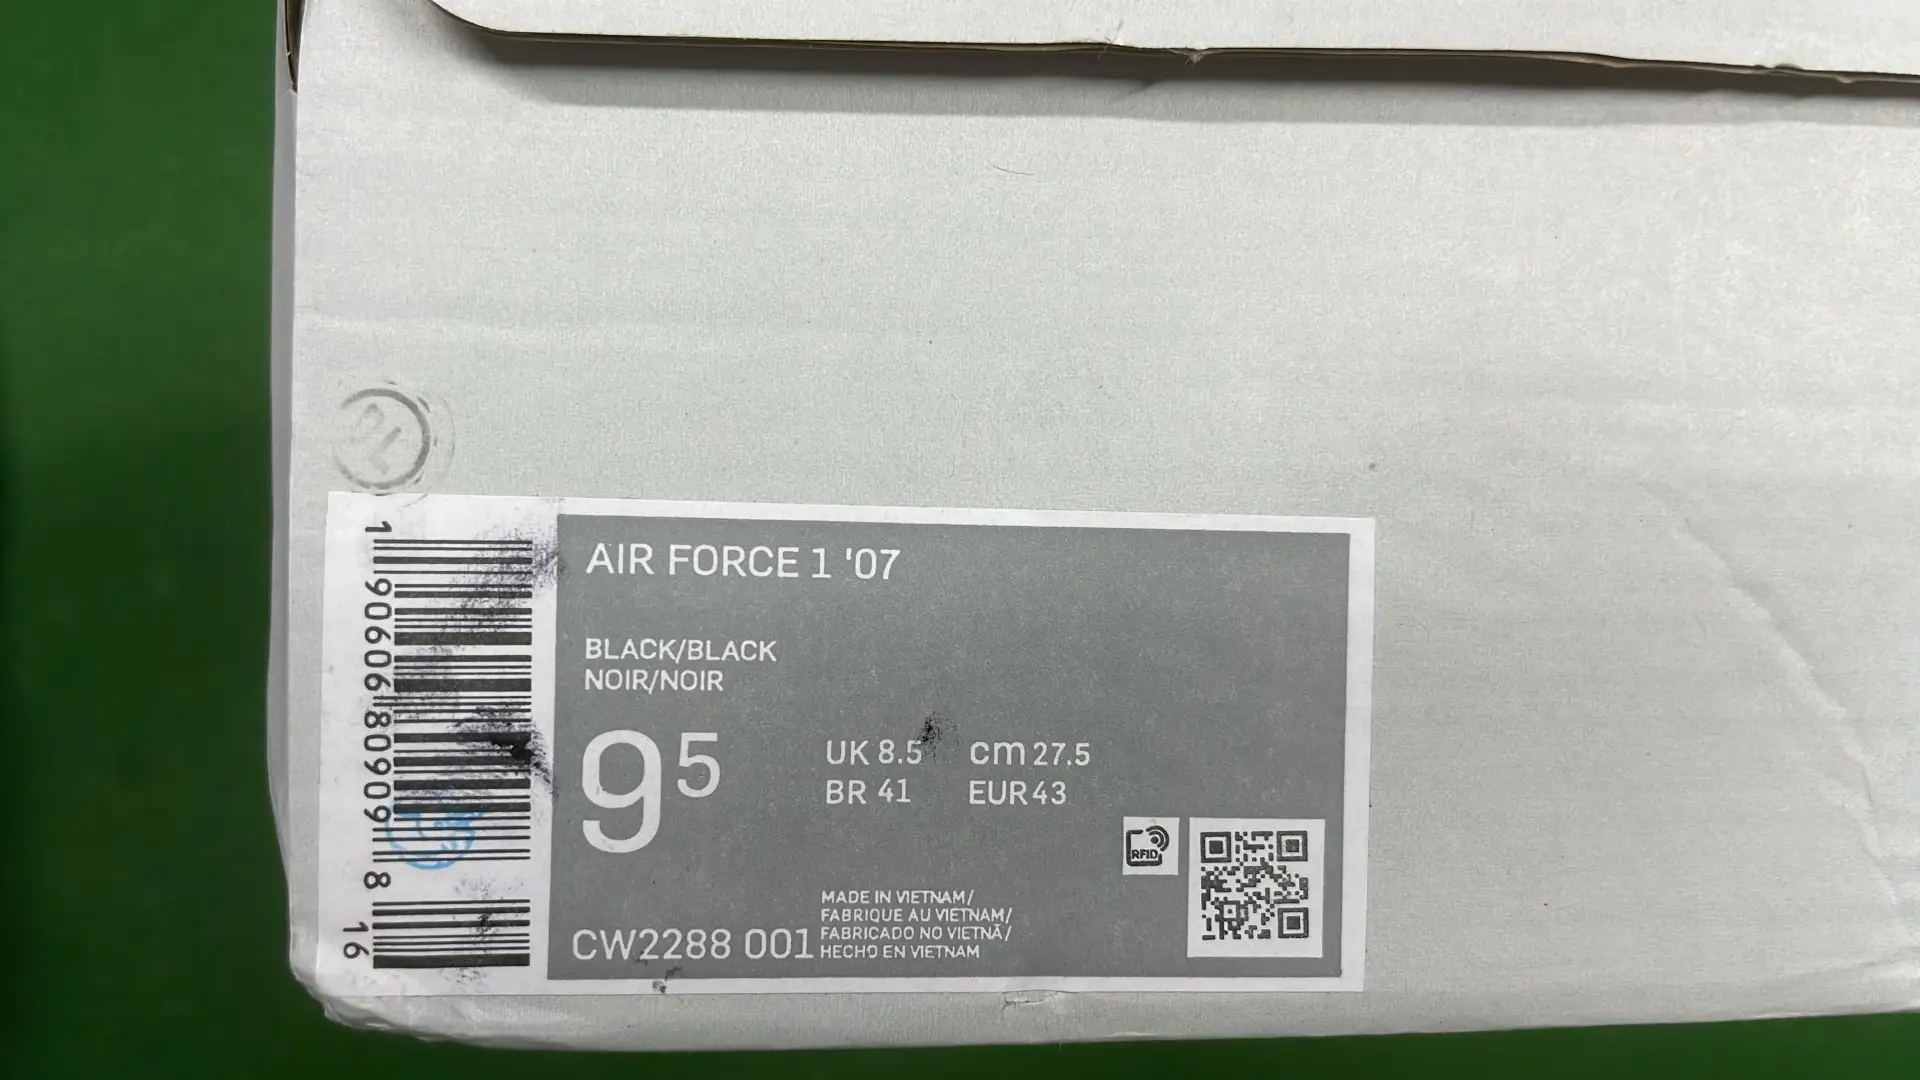 AIR FORCE 1 '07
BLACK/BLACK
NOIR/NOIR
9⁵
UK 8.5 cm 27.5
BR 41 EUR 43
RFID
CW2288 001
MADE IN VIETNAM/
FABRIQUE AU VIETNAM/
FABRICADO NO VIETNÃ/
HECHO EN VIETNAM
1 90606 80909 8
16